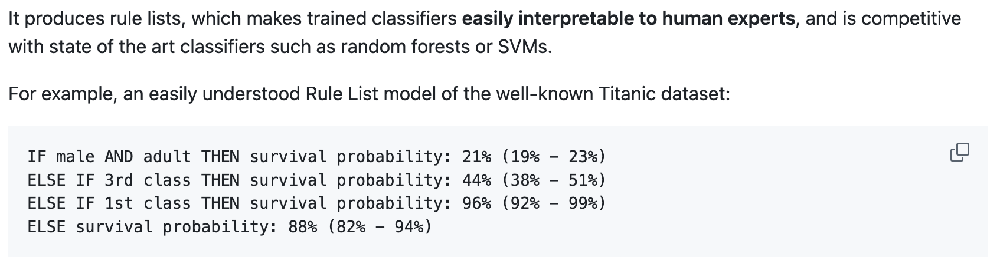 It produces rule lists, which makes trained classifiers easily interpretable to human experts, and is competitive
with state of the art classifiers such as random forests or SVMs.
For example, an easily understood Rule List model of the well-known Titanic dataset:
IF male AND adult THEN survival probability: 21% (19% – 23%)
ELSE IF 3rd class THEN survival probability: 44% (38% – 51%)
ELSE IF 1st class THEN survival probability: 96% (92% – 99%)
ELSE survival probability: 88% (82% – 94%)